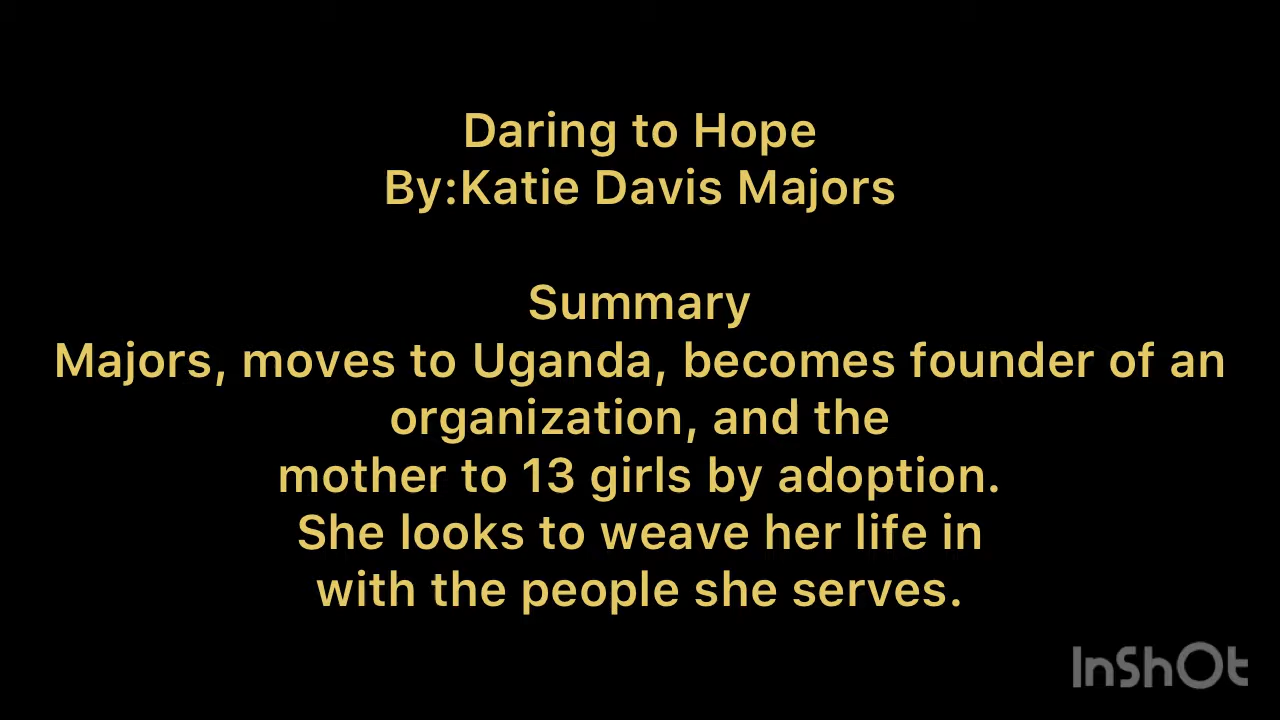 Daring to Hope
By:Katie Davis Majors
Summary
Majors, moves to Uganda, becomes founder of an
organization, and the
mother to 13 girls by adoption.
She looks to weave her life in
with the people she serves.
InShOt